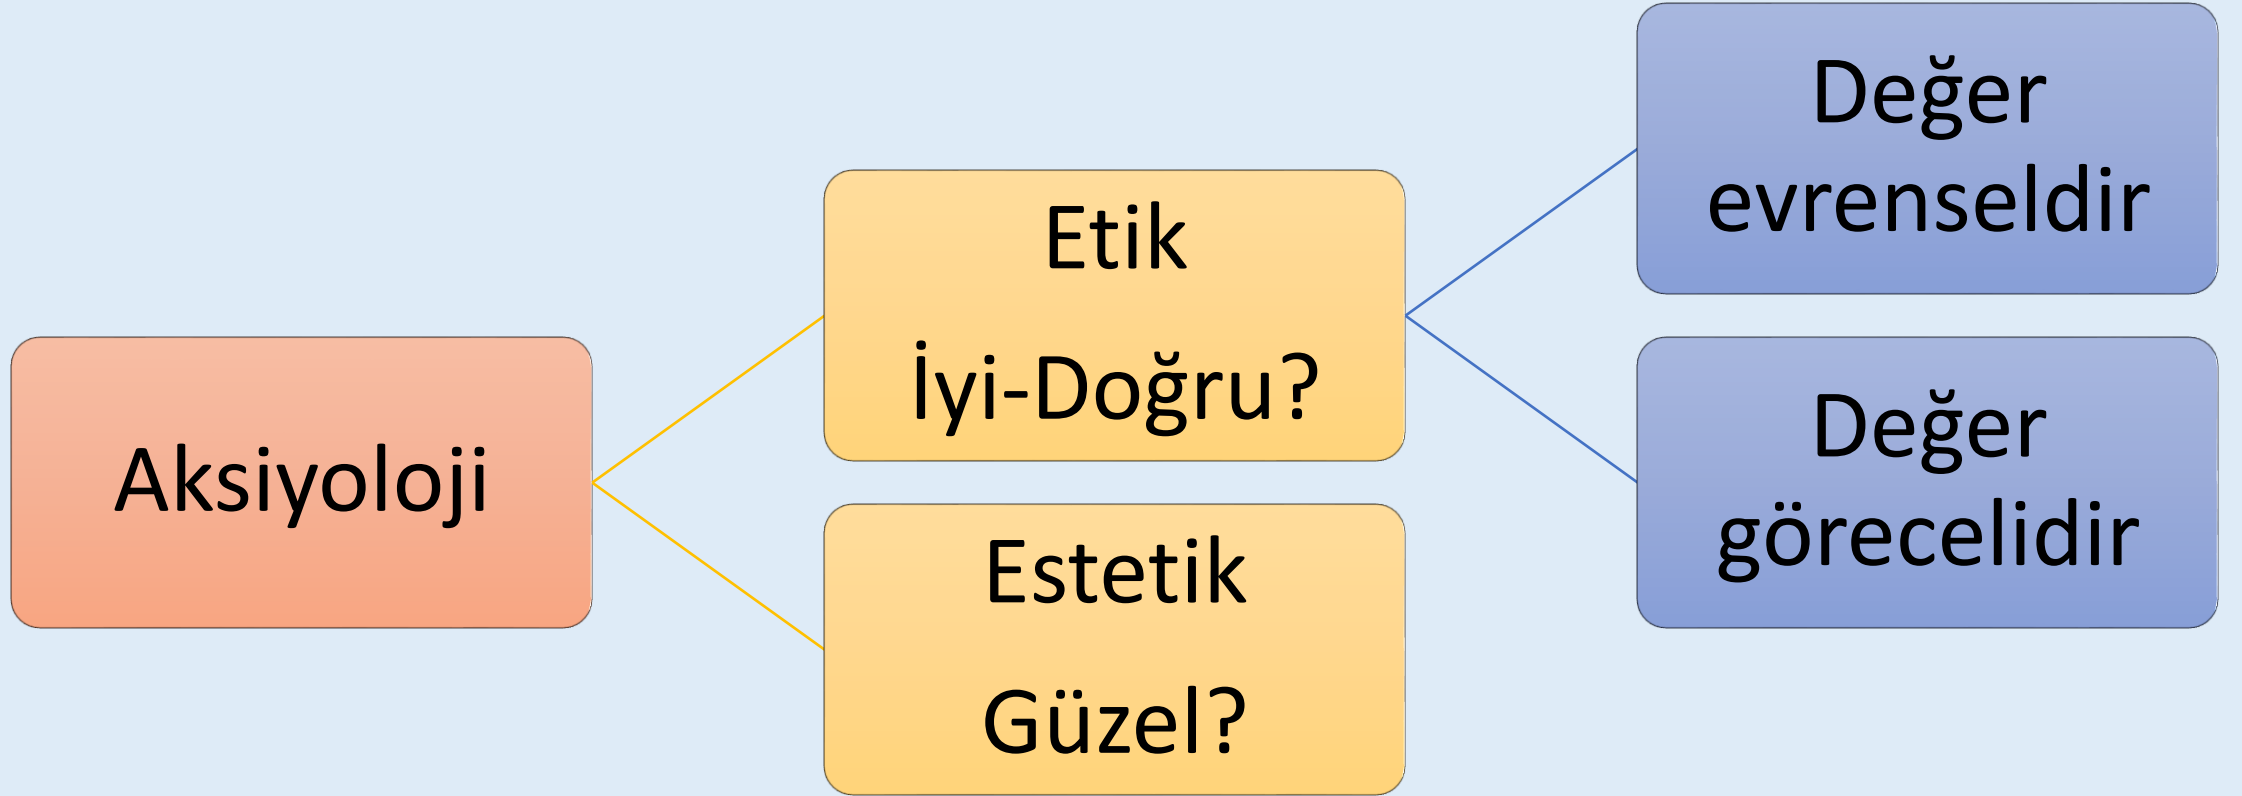 Aksiyoloji
Etik
İyi-Doğru?
Estetik
Güzel?
Değer
evrenseldir
Değer
görecelidir